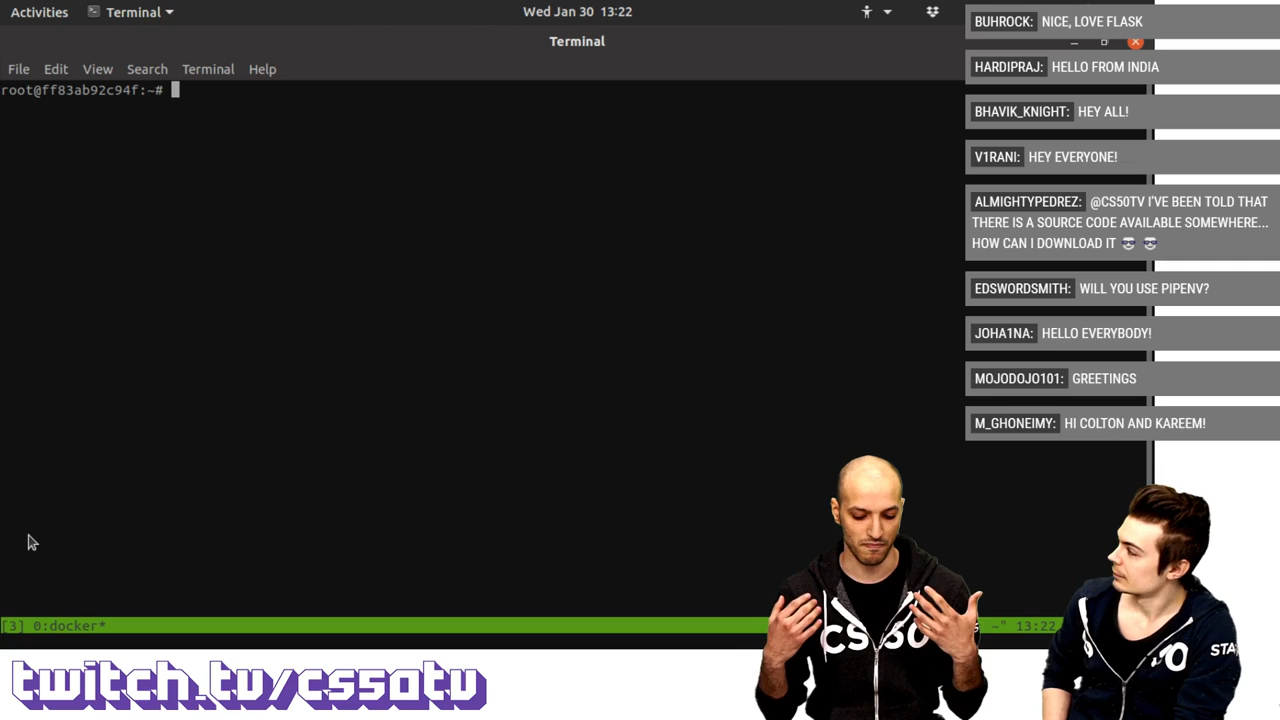 Activities Terminal Wed Jan 30 13:22
Terminal
File Edit View Search Terminal Help
root@ff83ab92c94f:~#
BUHROCK: NICE, LOVE FLASK
HARDIPRAJ: HELLO FROM INDIA
BHAVIK_KNIGHT: HEY ALL!
V1RANI: HEY EVERYONE!
ALMIGHTYPEDREZ: @CS50TV I'VE BEEN TOLD THAT
THERE IS A SOURCE CODE AVAILABLE SOMEWHERE...
HOW CAN I DOWNLOAD IT
EDSWORDSMITH: WILL YOU USE PIPENV?
JOHA1NA: HELLO EVERYBODY!
MOJODOJO101: GREETINGS
M_GHONEIMY: HI COLTON AND KAREEM!
[3] 0:docker*
~" 13:22
CS50
STA
twitch.tv/cs50tv